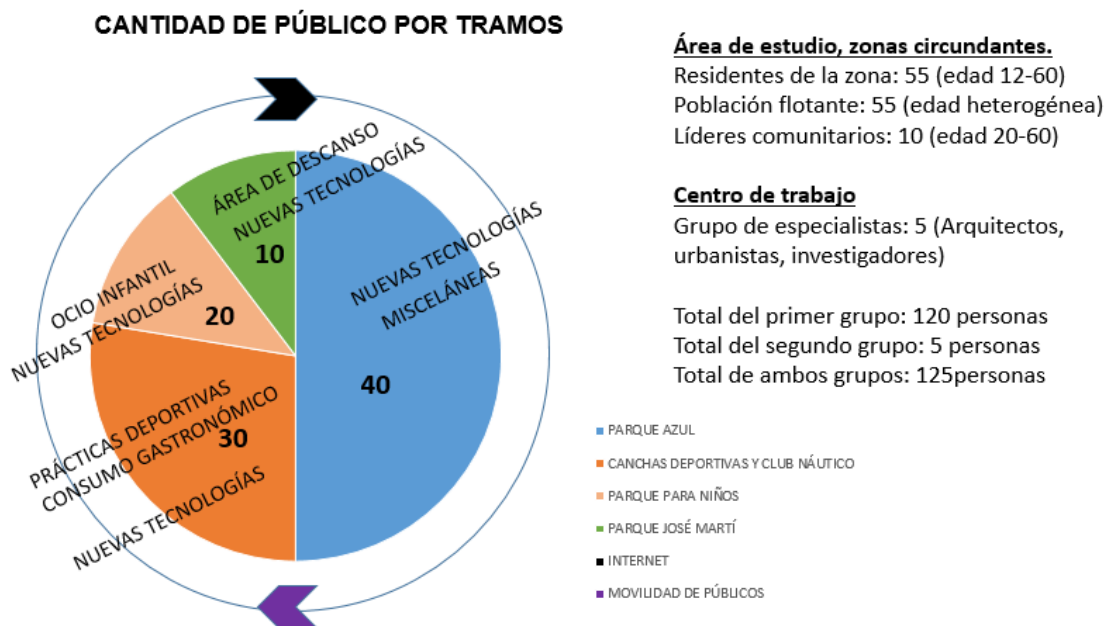 CANTIDAD DE PÚBLICO POR TRAMOS
ÁREA DE DESCANSO
NUEVAS TECNOLOGÍAS
10
NUEVAS TECNOLOGÍAS
MISCELÁNEAS
40
OCIO INFANTIL
NUEVAS TECNOLOGÍAS
20
PRÁCTICAS DEPORTIVAS
CONSUMO GASTRONÓMICO
30
NUEVAS TECNOLOGÍAS
Área de estudio, zonas circundantes.
Residentes de la zona: 55 (edad 12-60)
Población flotante: 55 (edad heterogénea)
Líderes comunitarios: 10 (edad 20-60)
Centro de trabajo
Grupo de especialistas: 5 (Arquitectos,
urbanistas, investigadores)
Total del primer grupo: 120 personas
Total del segundo grupo: 5 personas
Total de ambos grupos: 125personas
PARQUE AZUL
CANCHAS DEPORTIVAS Y CLUB NÁUTICO
PARQUE PARA NIÑOS
PARQUE JOSÉ MARTÍ
INTERNET
MOVILIDAD DE PÚBLICOS